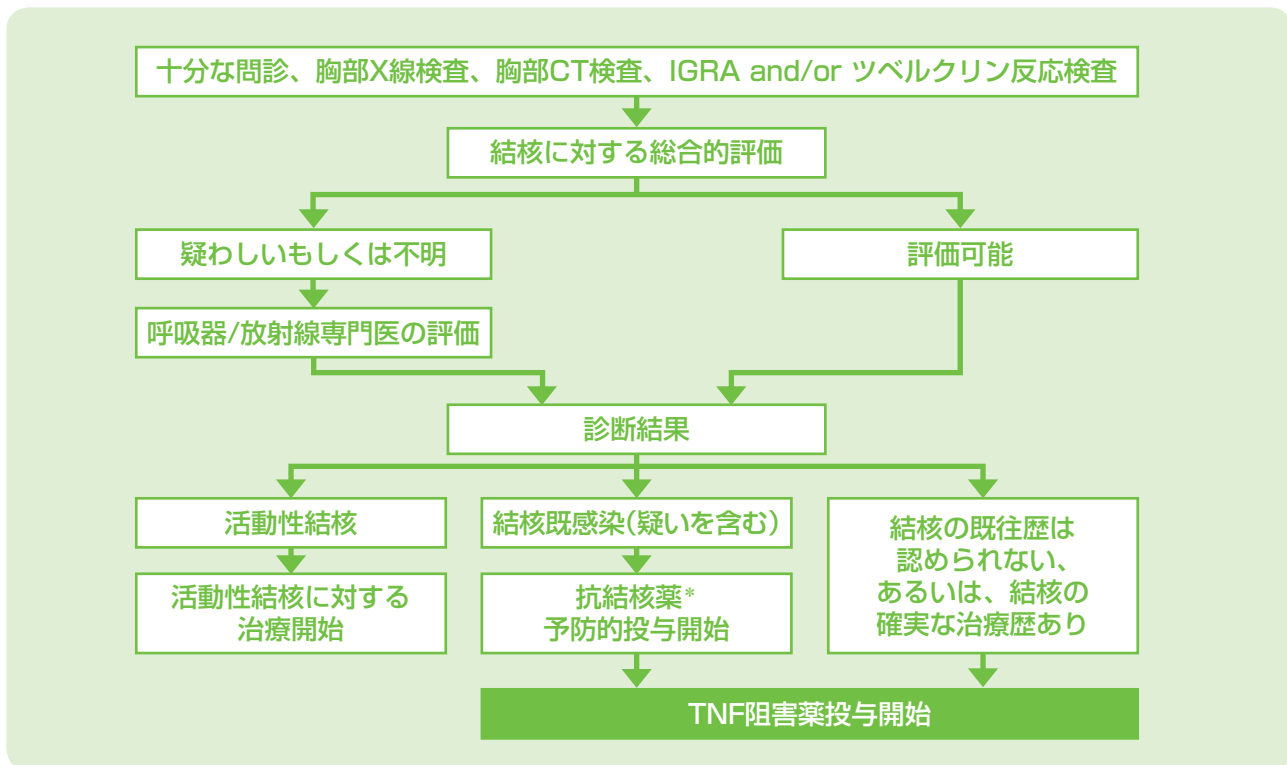 十分な問診、胸部X線検査、胸部CT検査、IGRA and/or ツベルクリン反応検査
結核に対する総合的評価
疑わしいもしくは不明
評価可能
呼吸器/放射線専門医の評価
診断結果
活動性結核
結核既感染(疑いを含む)
結核の既往歴は
認められない、
あるいは、結核の
確実な治療歴あり
活動性結核に対する
治療開始
抗結核薬*
予防的投与開始
TNF阻害薬投与開始